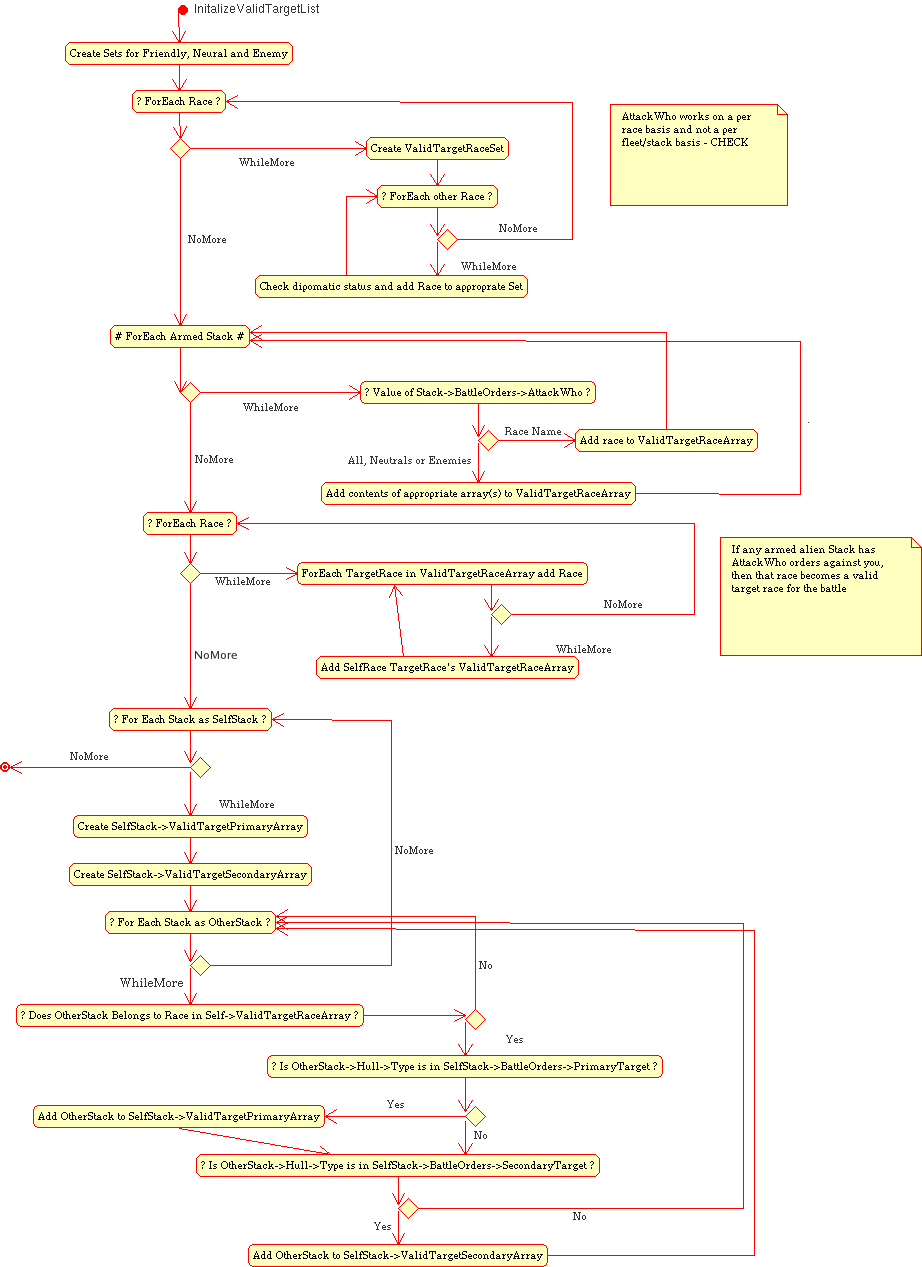 InitalizeValidTargetList
Create Sets for Friendly, Neural and Enemy
? ForEach Race ?
AttackWho works on a per
race basis and not a per
fleet/stack basis - CHECK
Create ValidTargetRaceSet
WhileMore
? ForEach other Race ?
NoMore
NoMore
WhileMore
Check dipomatic status and add Race to approprate Set
# ForEach Armed Stack #
? Value of Stack->BattleOrders->AttackWho ?
WhileMore
Race Name
Add race to ValidTargetRaceArray
NoMore
All, Neutrals or Enemies
Add contents of appropriate array(s) to ValidTargetRaceArray
? ForEach Race ?
If any armed alien Stack has
AttackWho orders against you,
then that race becomes a valid
target race for the battle
ForEach TargetRace in ValidTargetRaceArray add Race
WhileMore
NoMore
NoMore
WhileMore
Add SelfRace TargetRace's ValidTargetRaceArray
? For Each Stack as SelfStack ?
NoMore
WhileMore
Create SelfStack->ValidTargetPrimaryArray
NoMore
Create SelfStack->ValidTargetSecondaryArray
? For Each Stack as OtherStack ?
No
WhileMore
? Does OtherStack Belongs to Race in Self->ValidTargetRaceArray ?
Yes
? Is OtherStack->Hull->Type is in SelfStack->BattleOrders->PrimaryTarget ?
Yes
Add OtherStack to SelfStack->ValidTargetPrimaryArray
No
? Is OtherStack->Hull->Type is in SelfStack->BattleOrders->SecondaryTarget ?
No
Yes
Add OtherStack to SelfStack->ValidTargetSecondaryArray